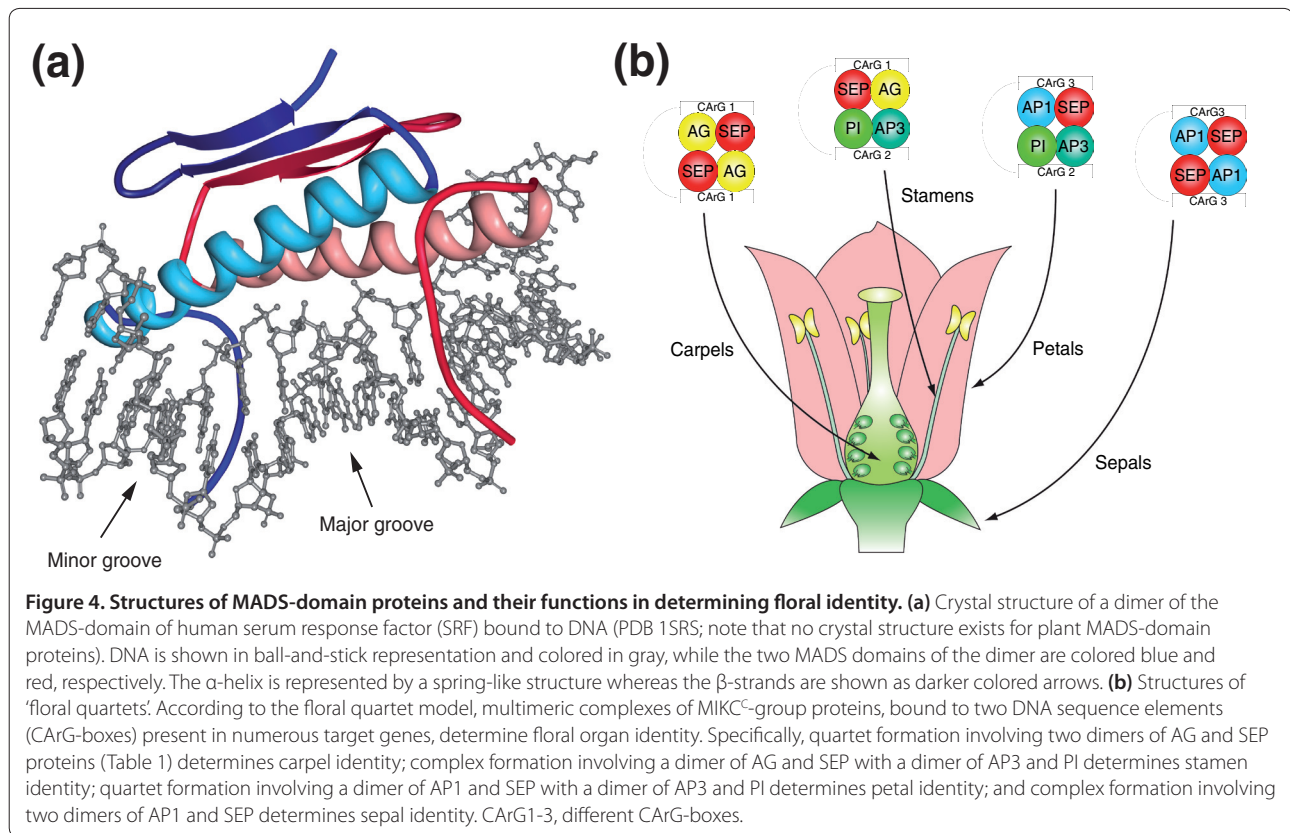 (a)
(b)
CArG 1
AG SEP
SEP AG
CArG 1
CArG 1
SEP AG
PI AP3
CArG 2
CArG 3
AP1 SEP
PI AP3
CArG 2
CArG3
AP1 SEP
SEP AP1
CArG 3
Stamens
Carpels
Petals
Sepals
Major groove
Minor groove
Figure 4. Structures of MADS-domain proteins and their functions in determining floral identity. (a) Crystal structure of a dimer of the
MADS-domain of human serum response factor (SRF) bound to DNA (PDB 1SRS; note that no crystal structure exists for plant MADS-domain
proteins). DNA is shown in ball-and-stick representation and colored in gray, while the two MADS domains of the dimer are colored blue and
red, respectively. The α-helix is represented by a spring-like structure whereas the β-strands are shown as darker colored arrows. (b) Structures of
‘floral quartets’. According to the floral quartet model, multimeric complexes of MIKCᶜ-group proteins, bound to two DNA sequence elements
(CArG-boxes) present in numerous target genes, determine floral organ identity. Specifically, quartet formation involving two dimers of AG and SEP
proteins (Table 1) determines carpel identity; complex formation involving a dimer of AG and SEP with a dimer of AP3 and PI determines stamen
identity; quartet formation involving a dimer of AP1 and SEP with a dimer of AP3 and PI determines petal identity; and complex formation involving
two dimers of AP1 and SEP determines sepal identity. CArG1-3, different CArG-boxes.